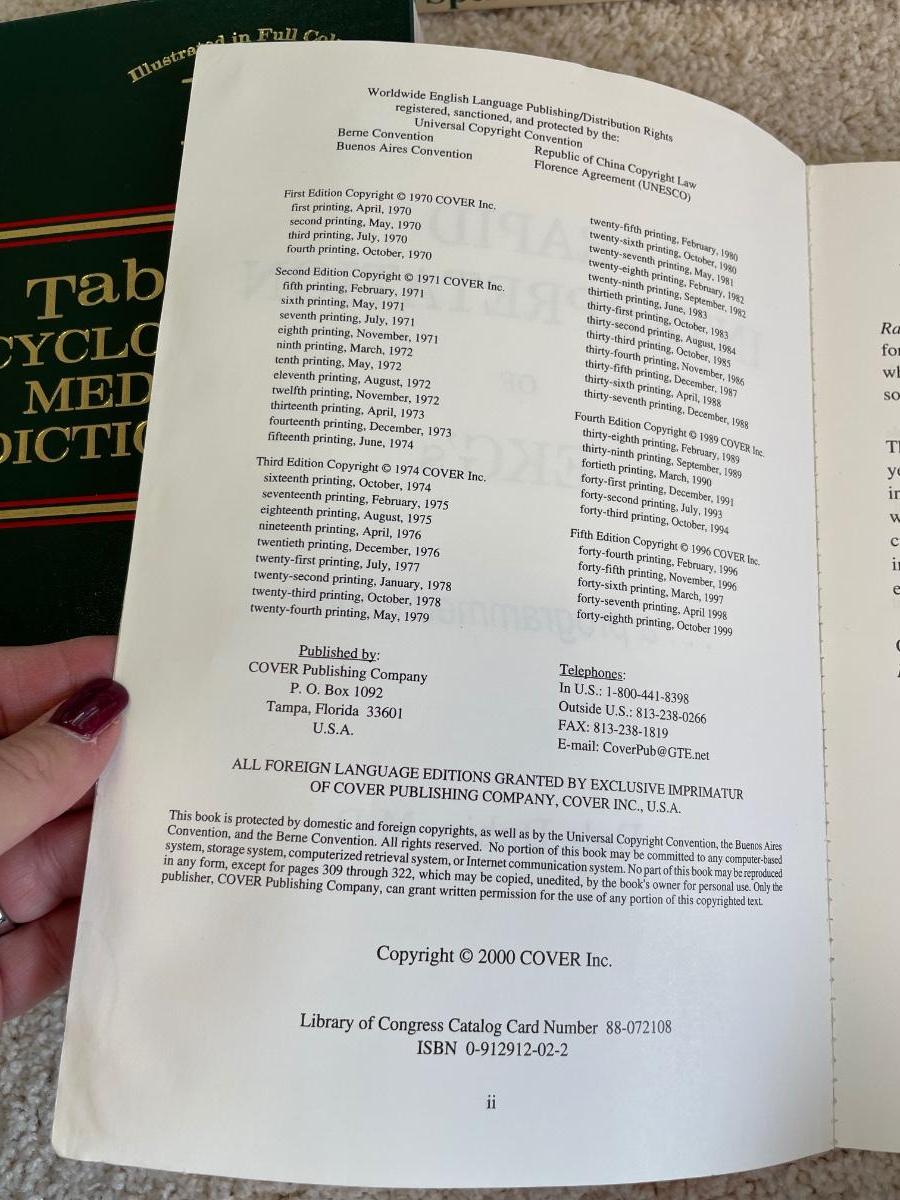 Illustrated in Full
Tab
CYCLO
MED
DICTIO
Worldwide English Language Publishing/Distribution Rights
registered, sanctioned, and protected by the:
Universal Copyright Convention
Berne Convention
Buenos Aires Convention
Republic of China Copyright Law
Florence Agreement (UNESCO)
First Edition Copyright © 1970 COVER Inc.
first printing, April, 1970
second printing, May, 1970
third printing, July, 1970
fourth printing, October, 1970
Second Edition Copyright © 1971 COVER Inc.
fifth printing, February, 1971
sixth printing, May, 1971
seventh printing, July, 1971
eighth printing, November, 1971
ninth printing, March, 1972
tenth printing, May, 1972
eleventh printing, August, 1972
twelfth printing, November, 1972
thirteenth printing, April, 1973
fourteenth printing, December, 1973
fifteenth printing, June, 1974
Third Edition Copyright © 1974 COVER Inc.
sixteenth printing, October, 1974
seventeenth printing, February, 1975
eighteenth printing, August, 1975
nineteenth printing, April, 1976
twentieth printing, December, 1976
twenty-first printing, July, 1977
twenty-second printing, January, 1978
twenty-third printing, October, 1978
twenty-fourth printing, May, 1979
twenty-fifth printing, February, 1980
twenty-sixth printing, October, 1980
twenty-seventh printing, May, 1981
twenty-eighth printing, February, 1982
twenty-ninth printing, September, 1982
thirtieth printing, June, 1983
thirty-first printing, October, 1983
thirty-second printing, August, 1984
thirty-third printing, October, 1985
thirty-fourth printing, November, 1986
thirty-fifth printing, December, 1987
thirty-sixth printing, April, 1988
thirty-seventh printing, December, 1988
Fourth Edition Copyright © 1989 COVER Inc.
thirty-eighth printing, February, 1989
thirty-ninth printing, September, 1989
fortieth printing, March, 1990
forty-first printing, December, 1991
forty-second printing, July, 1993
forty-third printing, October, 1994
Fifth Edition Copyright © 1996 COVER Inc.
forty-fourth printing, February, 1996
forty-fifth printing, November, 1996
forty-sixth printing, March, 1997
forty-seventh printing, April 1998
forty-eighth printing, October 1999
Published by:
COVER Publishing Company
P. O. Box 1092
Tampa, Florida 33601
U.S.A.
Telephones:
In U.S.: 1-800-441-8398
Outside U.S.: 813-238-0266
FAX: 813-238-1819
E-mail: CoverPub@GTE.net
ALL FOREIGN LANGUAGE EDITIONS GRANTED BY EXCLUSIVE IMPRIMATUR
OF COVER PUBLISHING COMPANY, COVER INC., U.S.A.
This book is protected by domestic and foreign copyrights, as well as by the Universal Copyright Convention, the Buenos Aires
Convention, and the Berne Convention. All rights reserved. No portion of this book may be committed to any computer-based
system, storage system, computerized retrieval system, or Internet communication system. No part of this book may be reproduced
in any form, except for pages 309 through 322, which may be copied, unedited, by the book's owner for personal use. Only the
publisher, COVER Publishing Company, can grant written permission for the use of any portion of this copyrighted text.
Copyright © 2000 COVER Inc.
Library of Congress Catalog Card Number 88-072108
ISBN 0-912912-02-2
ii